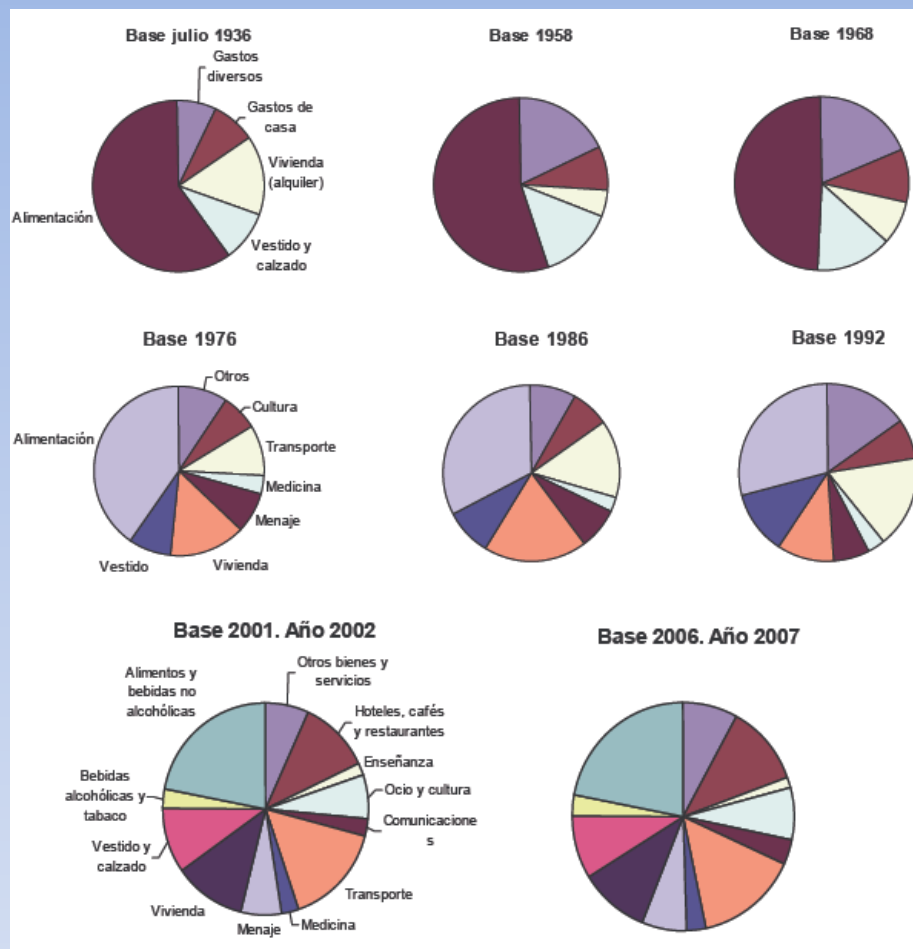 Base julio 1936
Gastos
diversos
Gastos de
casa
Vivienda
(alquiler)
Alimentación
Vestido y
calzado
Base 1958
Base 1968
Base 1976
Otros
Cultura
Alimentación
Transporte
Medicina
Menaje
Vestido
Vivienda
Base 1986
Base 1992
Base 2001. Año 2002
Alimentos y
bebidas no
alcohólicas
Otros bienes y
servicios
Hoteles, cafés
y restaurantes
Enseñanza
Ocio y cultura
Bebidas
alcohólicas y
tabaco
Comunicacione
s
Vestido y
calzado
Transporte
Vivienda
Medicina
Menaje
Base 2006. Año 2007